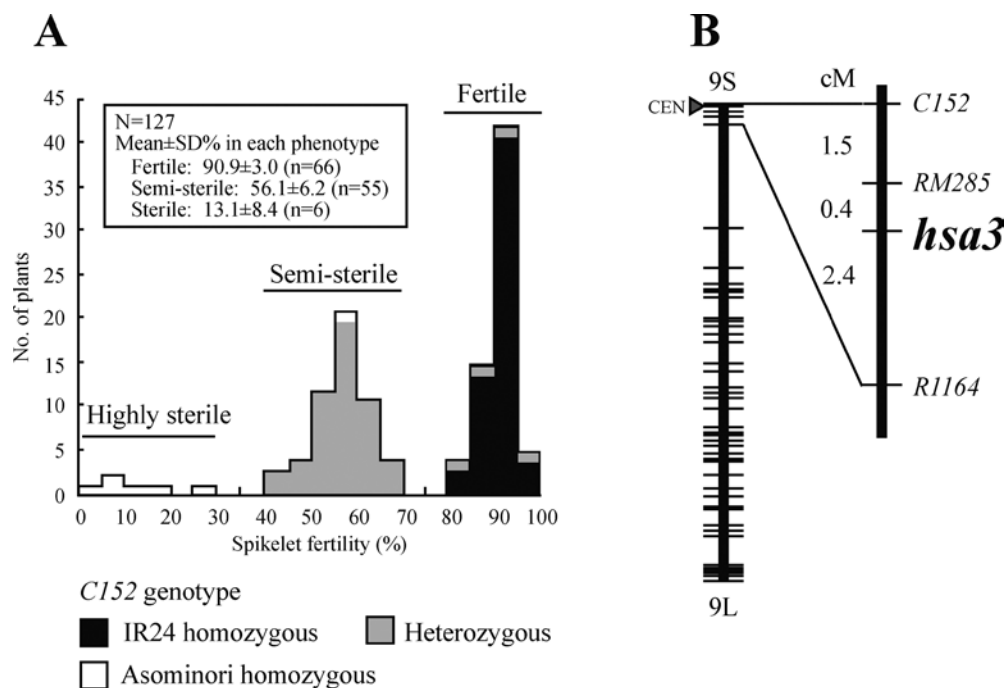 A
45
40
35
30
25
20
15
10
5
0
No. of plants
N=127
Mean±SD% in each phenotype
Fertile: 90.9±3.0 (n=66)
Semi-sterile: 56.1±6.2 (n=55)
Sterile: 13.1±8.4 (n=6)
Fertile
Semi-sterile
Highly sterile
0 10 20 30 40 50 60 70 80 90 100
Spikelet fertility (%)
C152 genotype
IR24 homozygous
Heterozygous
Asominori homozygous
B
9S
cM
CEN
C152
1.5
RM285
0.4
hsa3
2.4
R1164
9L